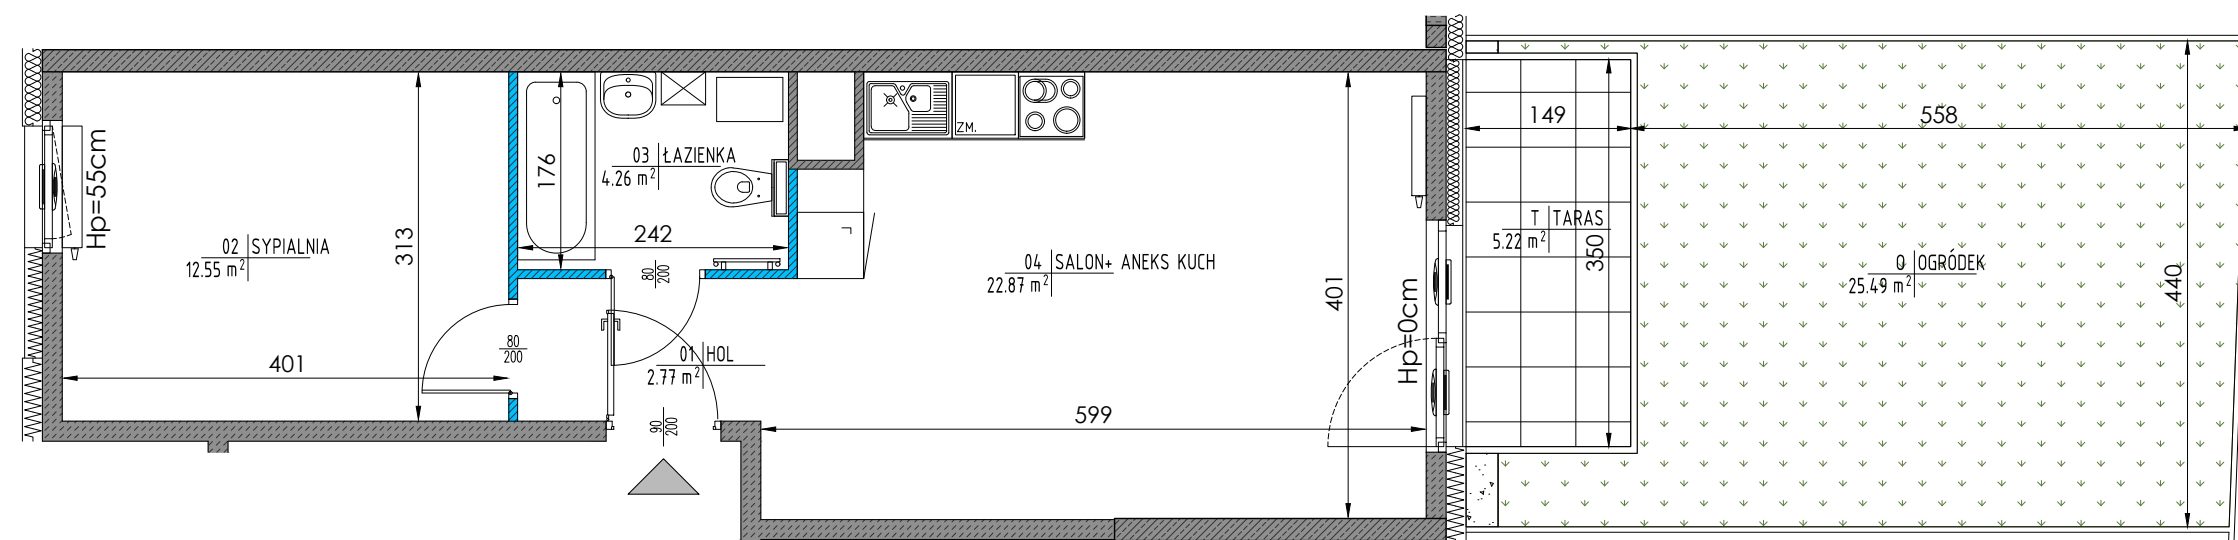 Hp=55cm
02 SYPIALNIA
12.55 m²
313
401
176
03 ŁAZIENKA
4.26 m²
242
80
200
80
200
01 HOL
2.77 m²
90
200
ZM.
04 SALON+ ANEKS KUCH
22.87 m²
599
401
Hp=0cm
149
T TARAS
5.22 m²
350
558
O OGRÓDEK
25.49 m²
440